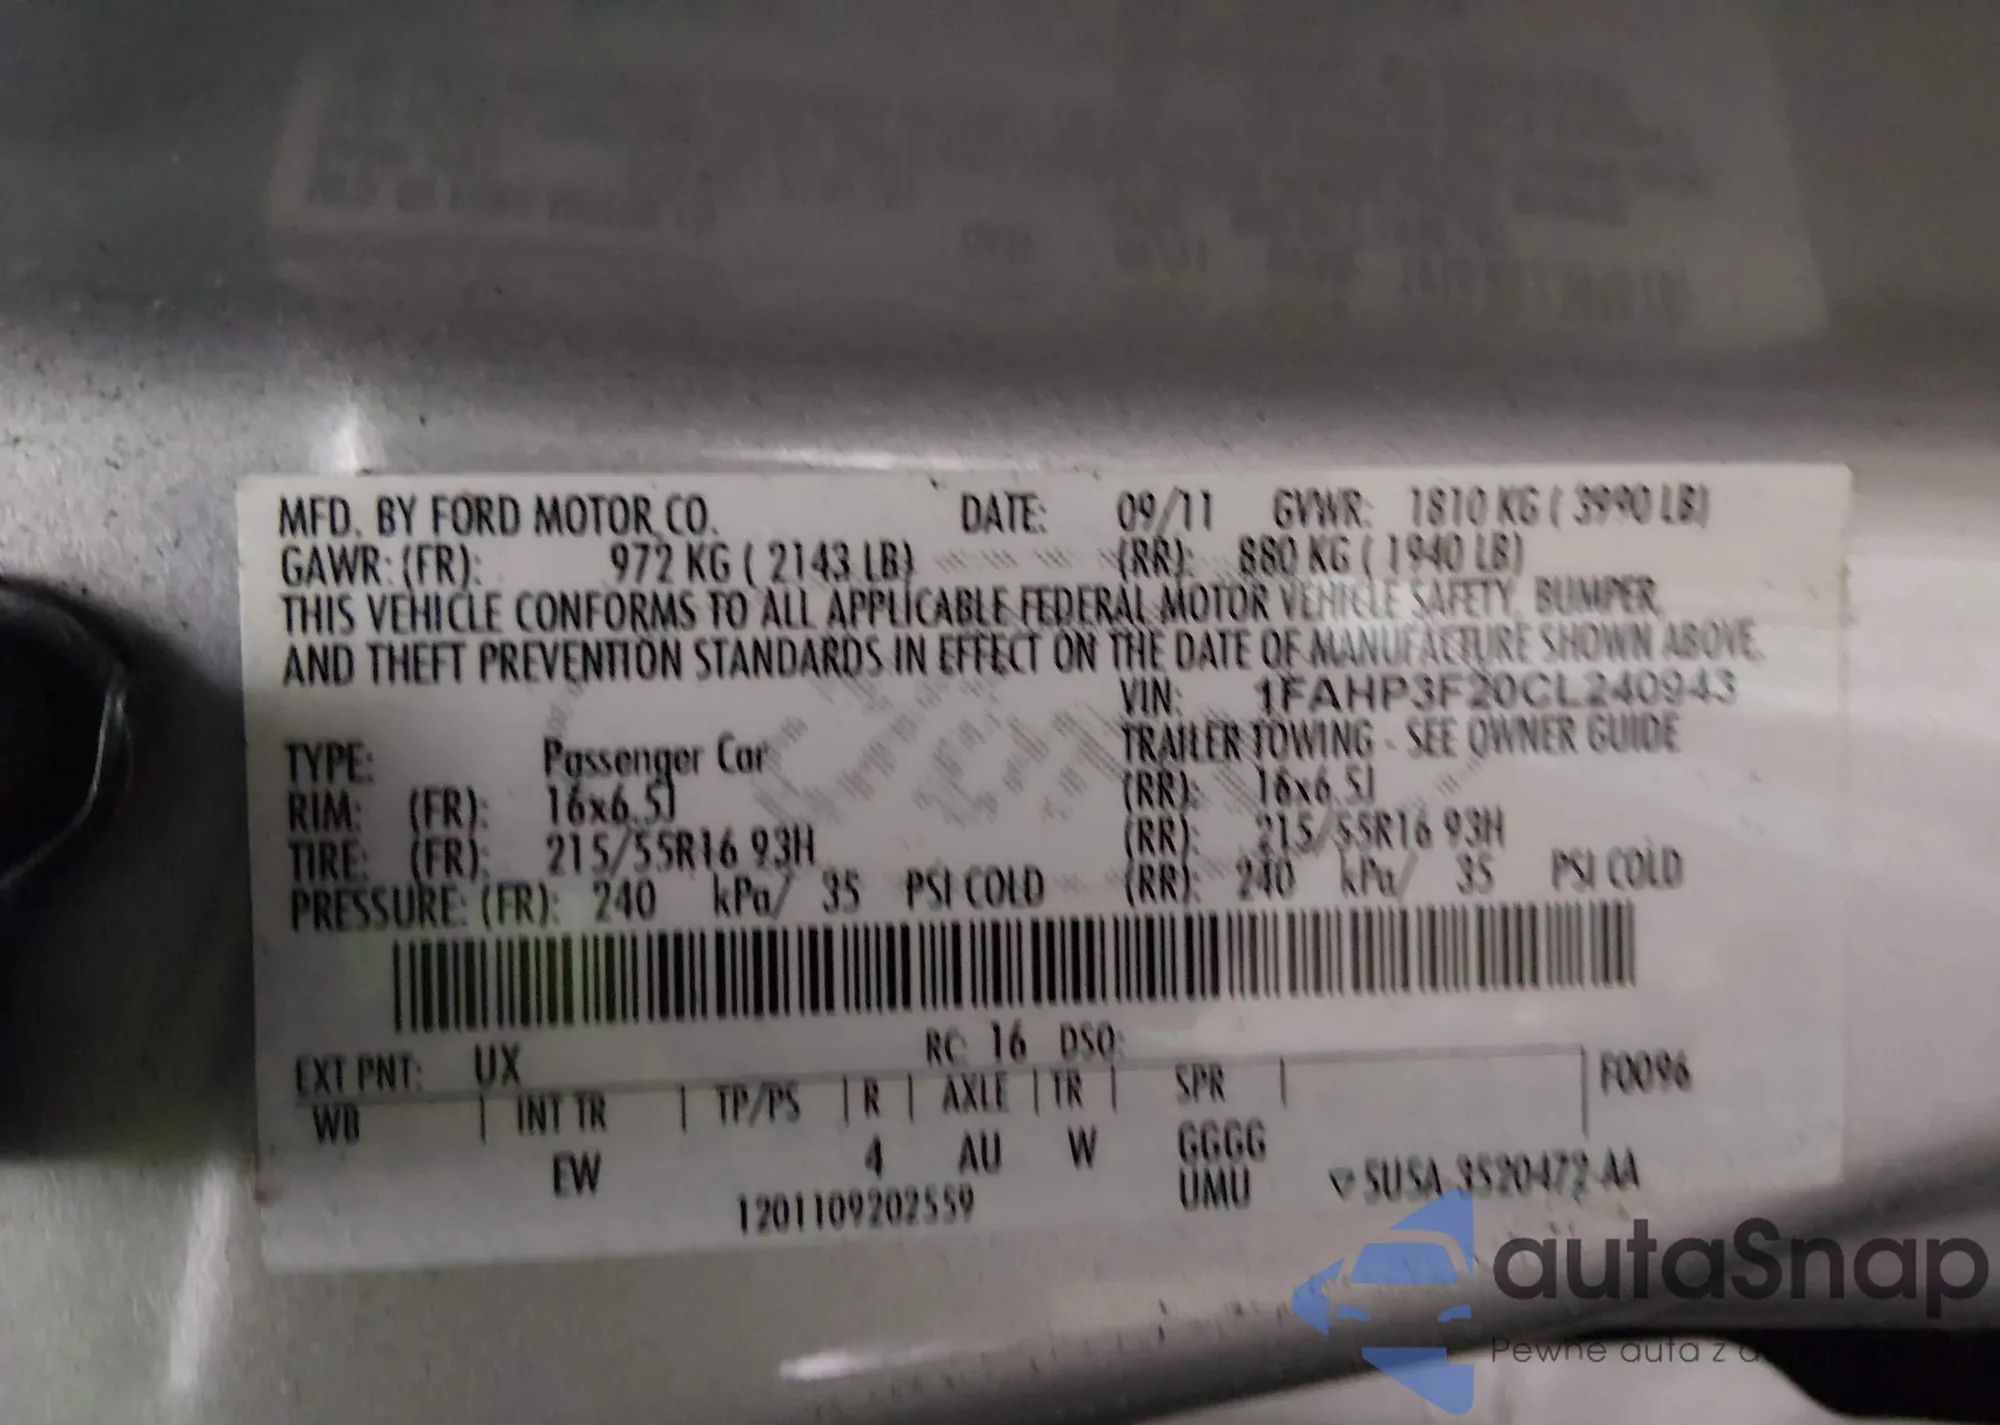 MFD. BY FORD MOTOR CO. DATE: 09/11 GVWR: 1810 KG ( 3990 LB)
GAWR: (FR): 972 KG ( 2143 LB) (RR): 880 KG ( 1940 LB)
THIS VEHICLE CONFORMS TO ALL APPLICABLE FEDERAL MOTOR VEHICLE SAFETY, BUMPER,
AND THEFT PREVENTION STANDARDS IN EFFECT ON THE DATE OF MANUFACTURE SHOWN ABOVE.
VIN: 1FAHP3F20CL240943
TYPE: Passenger Car TRAILER TOWING - SEE OWNER GUIDE
RIM: (FR): 16x6.5J (RR): 16x6.5J
TIRE: (FR): 215/55R16 93H (RR): 215/55R16 93H
PRESSURE: (FR): 240 kPa/ 35 PSI COLD (RR): 240 kPa/ 35 PSI COLD
EXT PNT: UX RC: 16 DSO:
WB | INT TR | TP/PS | R | AXLE | TR | SPR | F0096
EW 4 AU W GGGG
1201109202559 UMU 5U5A-3520472-AA
autaSnap
Pewne auta z